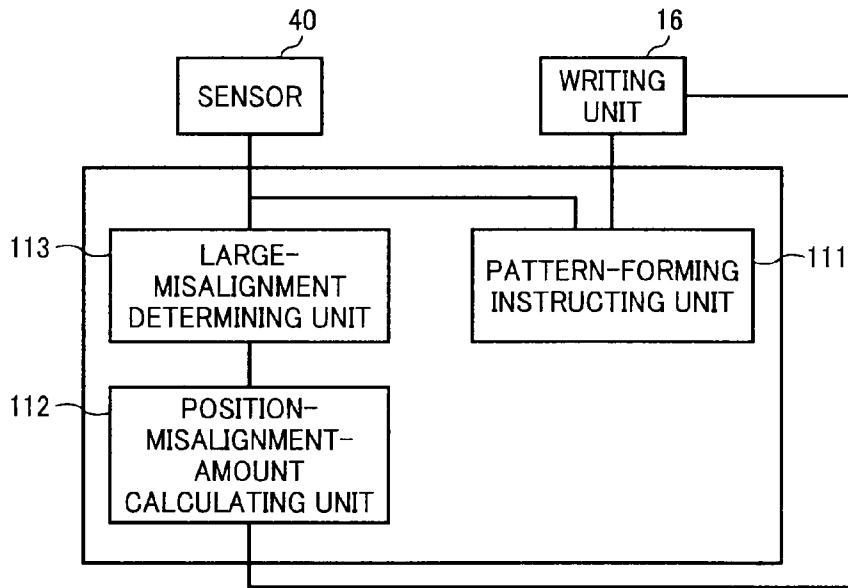 40
SENSOR
16
WRITING
UNIT
113
LARGE-
MISALIGNMENT
DETERMINING UNIT
PATTERN-FORMING
INSTRUCTING UNIT
111
112
POSITION-
MISALIGNMENT-
AMOUNT
CALCULATING UNIT